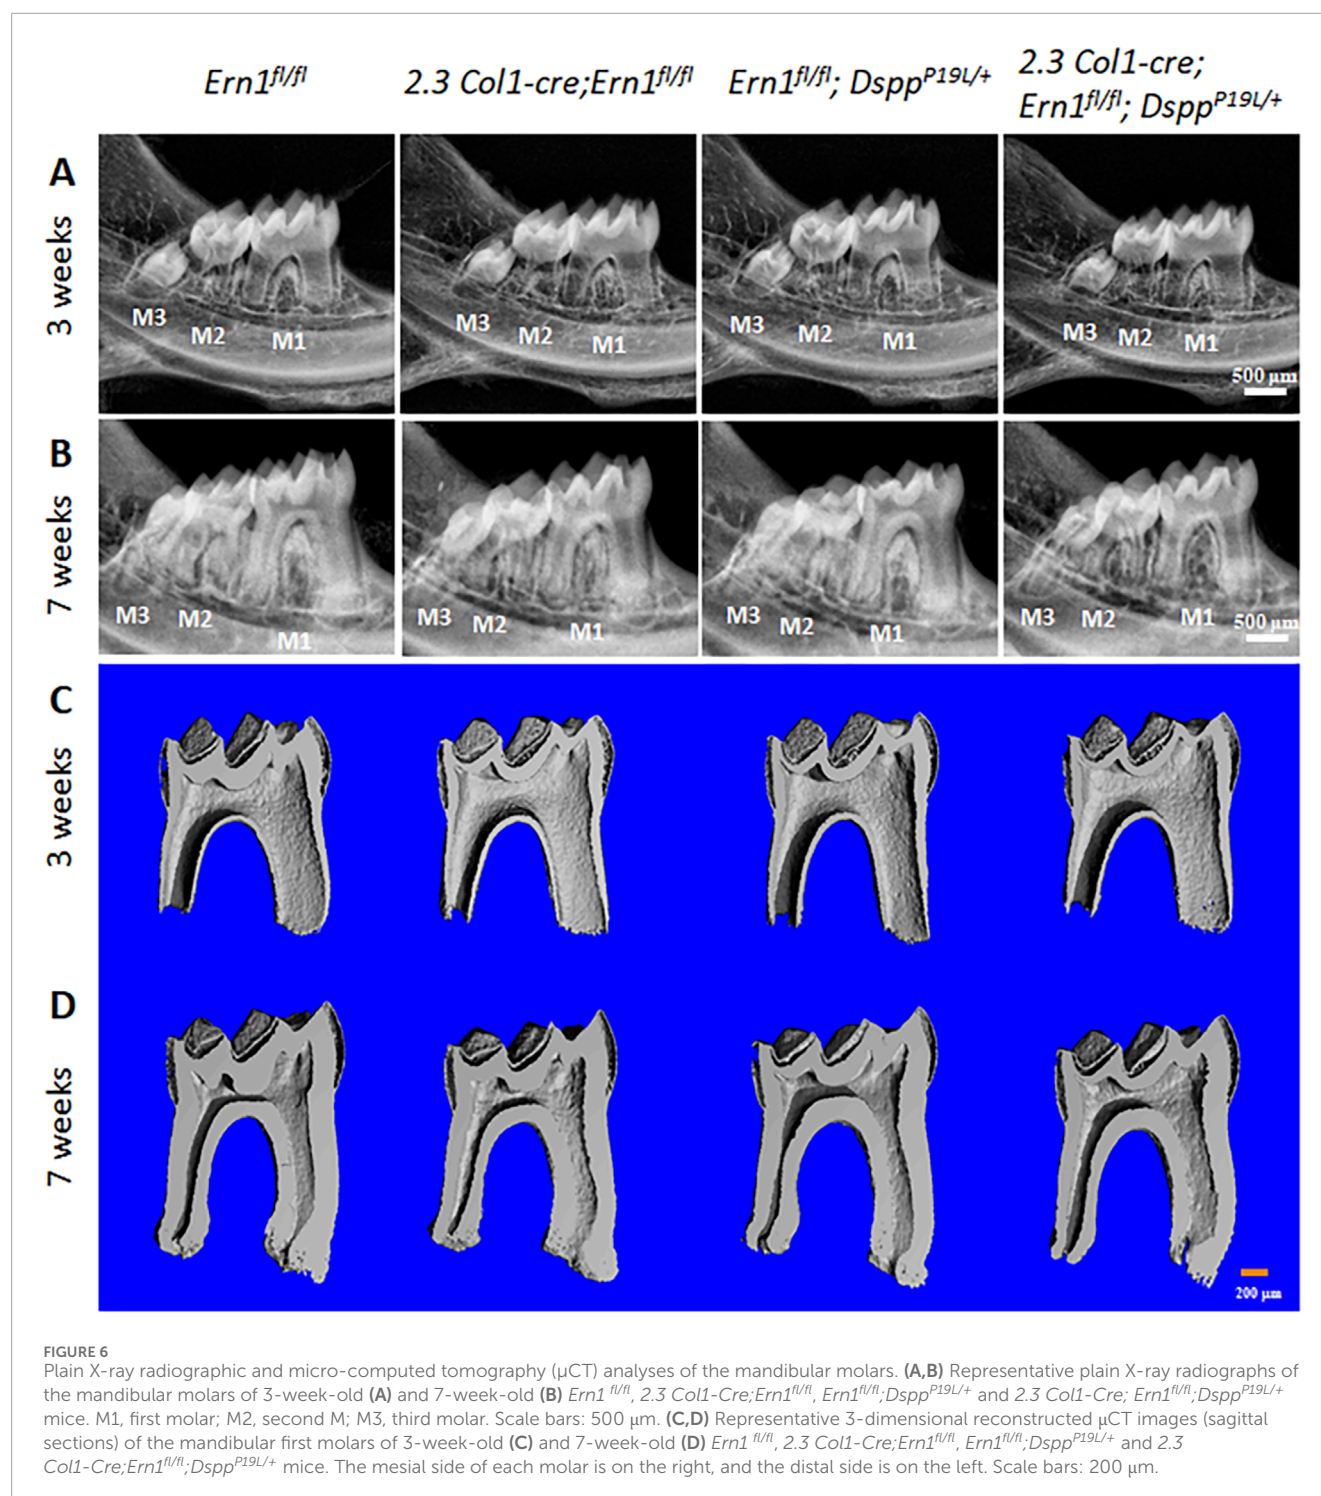 Ern1fl/fl
2.3 Col1-cre;Ern1fl/fl
Ern1fl/fl; DsppP19L/+
2.3 Col1-cre;
Ern1fl/fl; DsppP19L/+
A
3 weeks
M3 M2 M1
M3 M2 M1
M3 M2 M1
M3 M2 M1
500 µm
B
7 weeks
M3 M2 M1
M3 M2 M1
M3 M2 M1
M3 M2 M1
500 µm
C
3 weeks
D
7 weeks
200 µm
FIGURE 6
Plain X-ray radiographic and micro-computed tomography (µCT) analyses of the mandibular molars. (A,B) Representative plain X-ray radiographs of
the mandibular molars of 3-week-old (A) and 7-week-old (B) Ern1 fl/fl, 2.3 Col1-Cre;Ern1fl/fl, Ern1fl/fl;DsppP19L/+ and 2.3 Col1-Cre; Ern1fl/fl;DsppP19L/+
mice. M1, first molar; M2, second M; M3, third molar. Scale bars: 500 µm. (C,D) Representative 3-dimensional reconstructed µCT images (sagittal
sections) of the mandibular first molars of 3-week-old (C) and 7-week-old (D) Ern1 fl/fl, 2.3 Col1-Cre;Ern1fl/fl, Ern1fl/fl;DsppP19L/+ and 2.3
Col1-Cre;Ern1fl/fl;DsppP19L/+ mice. The mesial side of each molar is on the right, and the distal side is on the left. Scale bars: 200 µm.